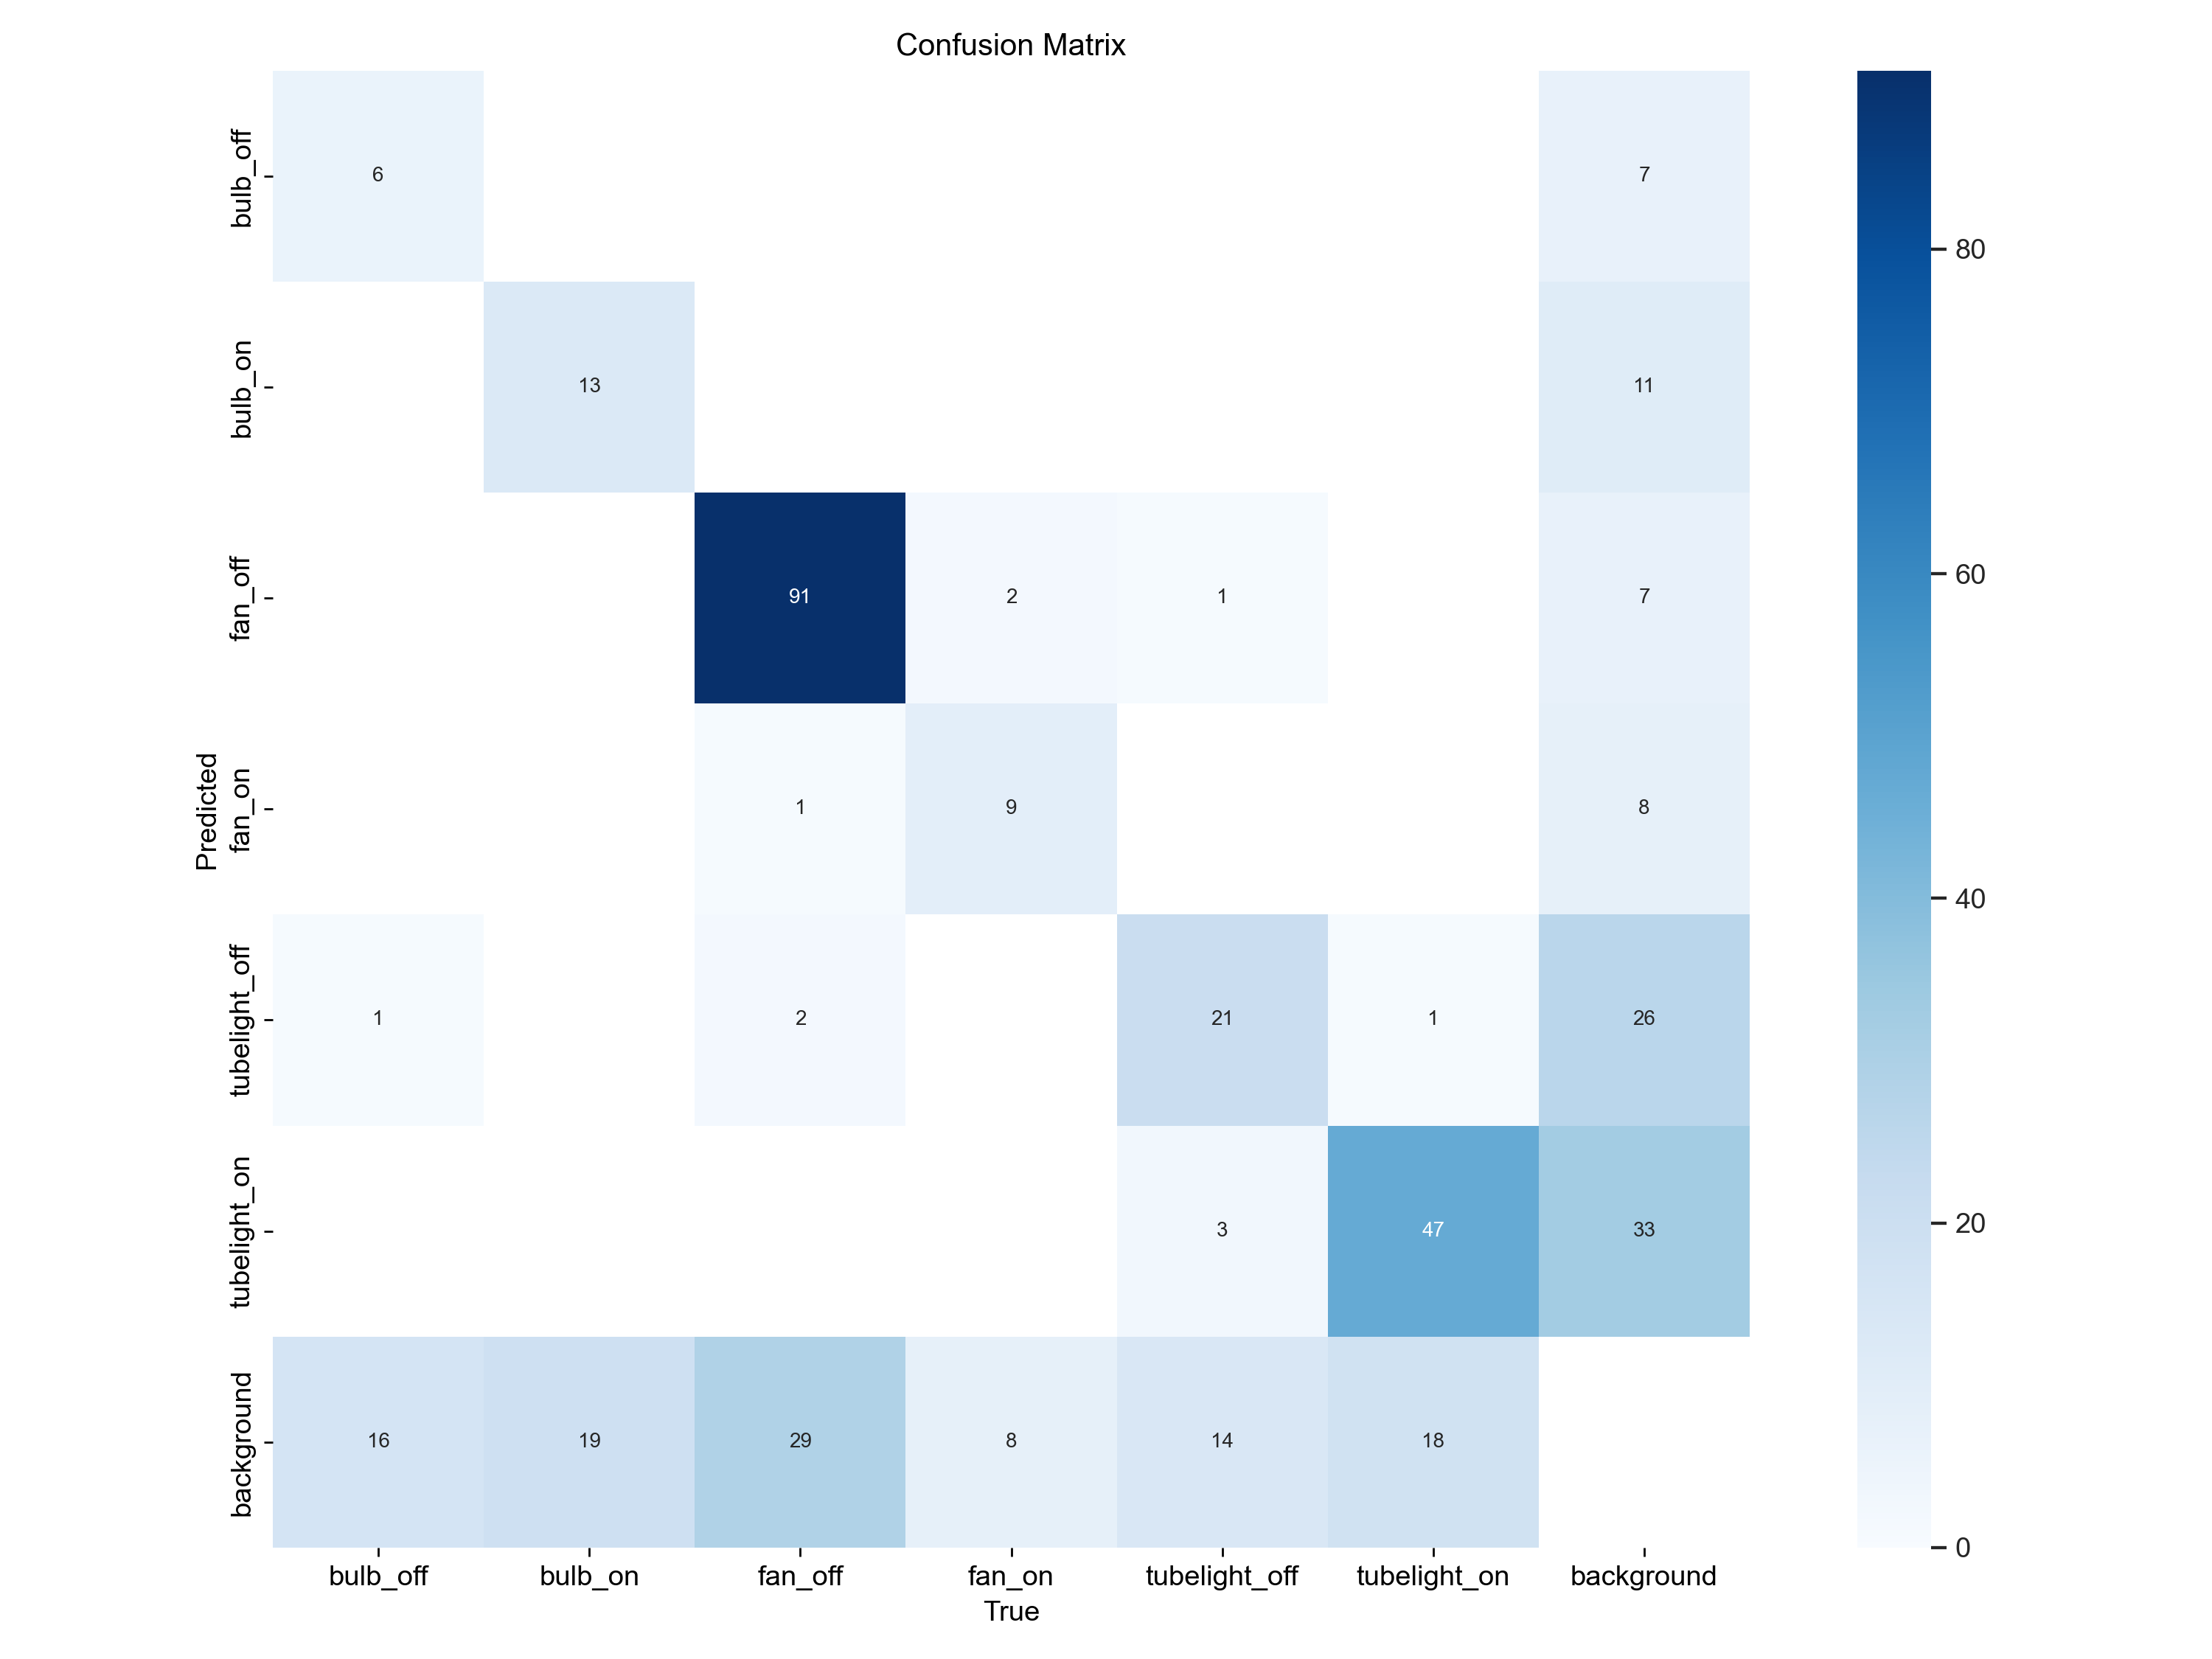 Confusion Matrix
bulb_off 6 7
bulb_on 13 11
fan_off 91 2 1 7
fan_on 1 9 8
tubelight_off 1 2 21 1 26
tubelight_on 3 47 33
background 16 19 29 8 14 18
Predicted
bulb_off bulb_on fan_off fan_on tubelight_off tubelight_on background
True
80
60
40
20
0